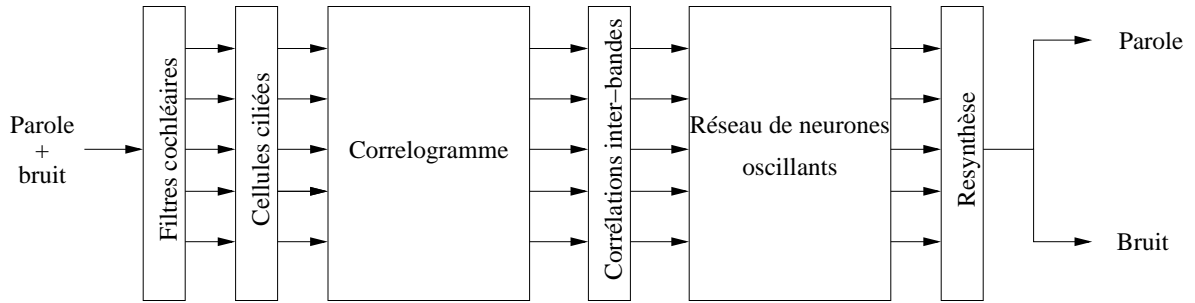 Parole
+
bruit
Filtres cochléaires
Cellules ciliées
Correlogramme
Corrélations inter−bandes
Réseau de neurones
oscillants
Resynthèse
Parole
Bruit